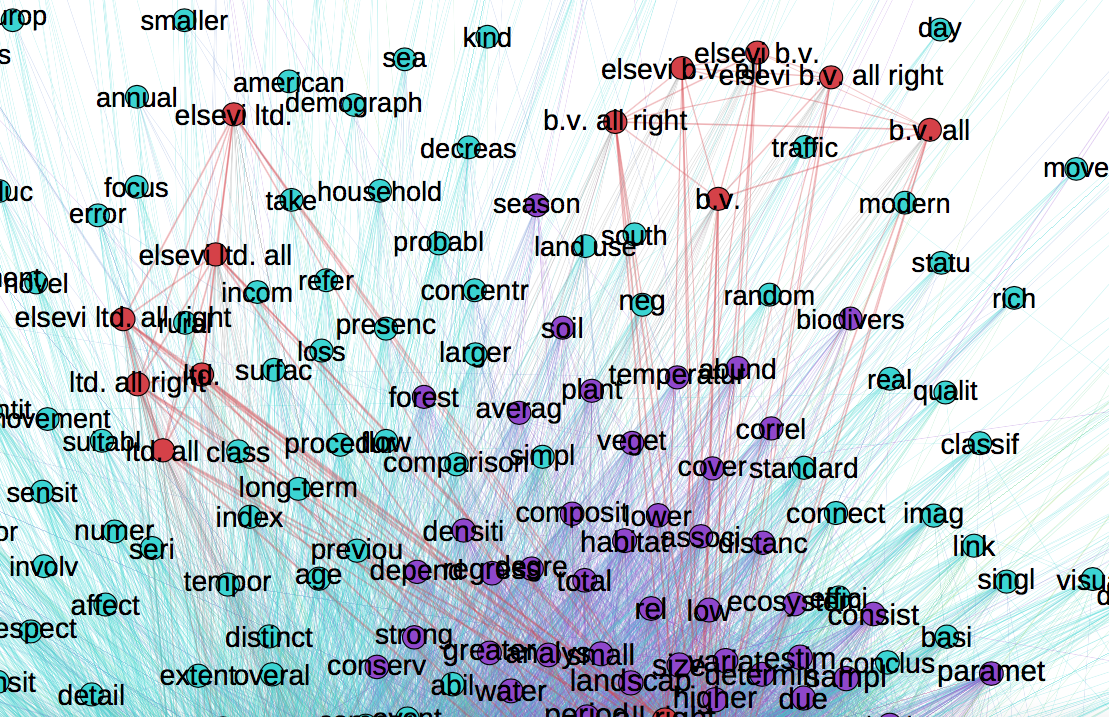 smaller
kind
day
sea
elsevi b.v.
elsevi b.v. all
elsevi b.v. all right
american
annual
demograph
elsevi ltd.
b.v. all right
b.v. all
decreas
traffic
move
focus
take
household
b.v.
error
season
modern
probabl
land use
south
elsevi ltd. all
statu
novel
refer
incom
concentr
neg
random
rich
elsevi ltd. all right
rural
presenc
soil
biodivers
loss
larger
ltd. all right
ltd.
surfac
temperatur
abund
plant
real
qualit
forest
averag
movement
correl
suitabl
ltd. all
class
procedur
flow
veget
classif
comparison
simpl
cover
standard
sensit
long-term
index
composit
lower
connect
imag
numer
densiti
habitat
associ
distanc
seri
previou
link
involv
tempor
age
depend
regress
degre
total
singl
affect
rel
low
ecosystem
effici
consist
distinct
strong
basi
greater
analysi
small
extent
overal
conserv
size
variat
estim
conclus
landscap
determin
sampl
paramet
detail
abil
water
higher
due
period
all right